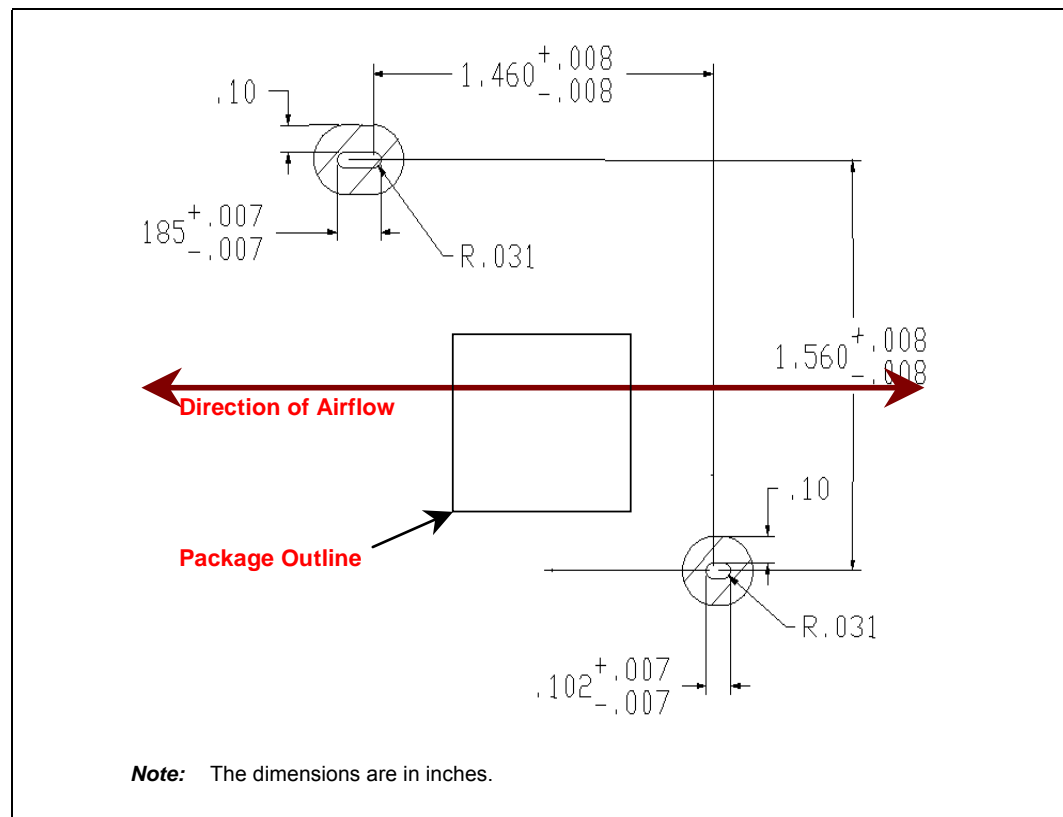 1.460 +.008
-.008
.10
185 +.007
-.007
R.031
1.560 +.008
-.008
Direction of Airflow
.10
Package Outline
R.031
.102 +.007
-.007
Note: The dimensions are in inches.